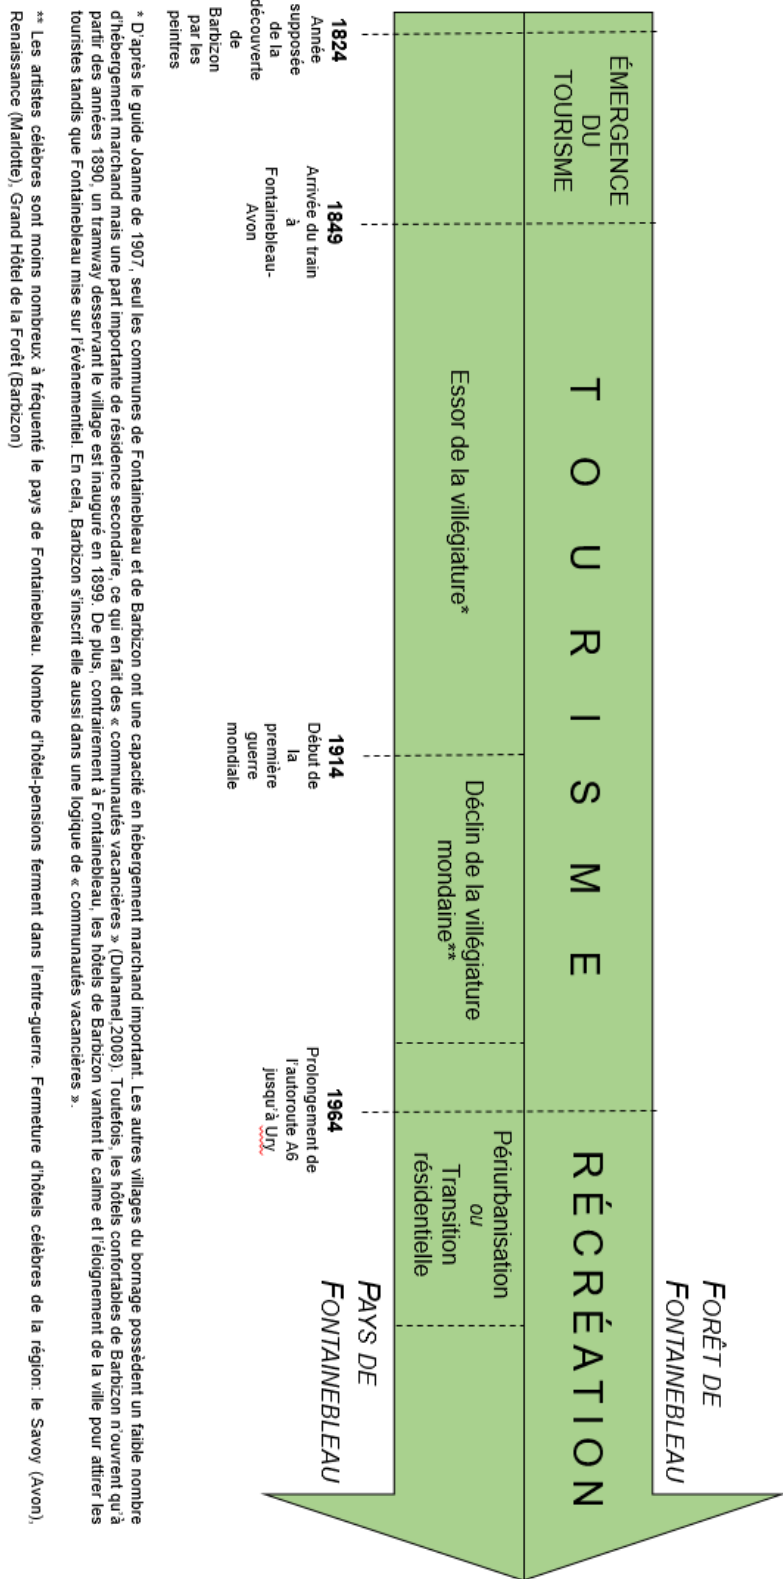 FORÊT DE
FONTAINEBLEAU
ÉMERGENCE
DU
TOURISME
TOURISME
RÉCRÉATION
Essor de la villégiature*
Déclin de la villégiature
mondaine**
Périurbanisation
ou
Transition
résidentielle
PAYS DE
FONTAINEBLEAU
1824
Année
supposée
de la
découverte
de
Barbizon
par les
peintres
1849
Arrivée du train
à
Fontainebleau-
Avon
1914
Début de
la
première
guerre
mondiale
1964
Prolongement de
l'autoroute A6
jusqu'à Ury
* D'après le guide Joanne de 1907, seul les communes de Fontainebleau et de Barbizon ont une capacité en hébergement marchand important. Les autres villages du bornage possèdent un faible nombre
d'hébergement marchand mais une part importante de résidence secondaire, ce qui en fait des « communautés vacancières » (Duhamel,2008). Toutefois, les hôtels confortables de Barbizon n'ouvrent qu'à
partir des années 1890, un tramway desservant le village est inauguré en 1899. De plus, contrairement à Fontainebleau, les hôtels de Barbizon vantent le calme et l'éloignement de la ville pour attirer les
touristes tandis que Fontainebleau mise sur l'évènementiel. En cela, Barbizon s'inscrit elle aussi dans une logique de « communautés vacancières ».
** Les artistes célèbres sont moins nombreux à fréquenté le pays de Fontainebleau. Nombre d'hôtel-pensions ferment dans l'entre-guerre. Fermeture d'hôtels célèbres de la région: le Savoy (Avon),
Renaissance (Marlotte), Grand Hôtel de la Forêt (Barbizon)